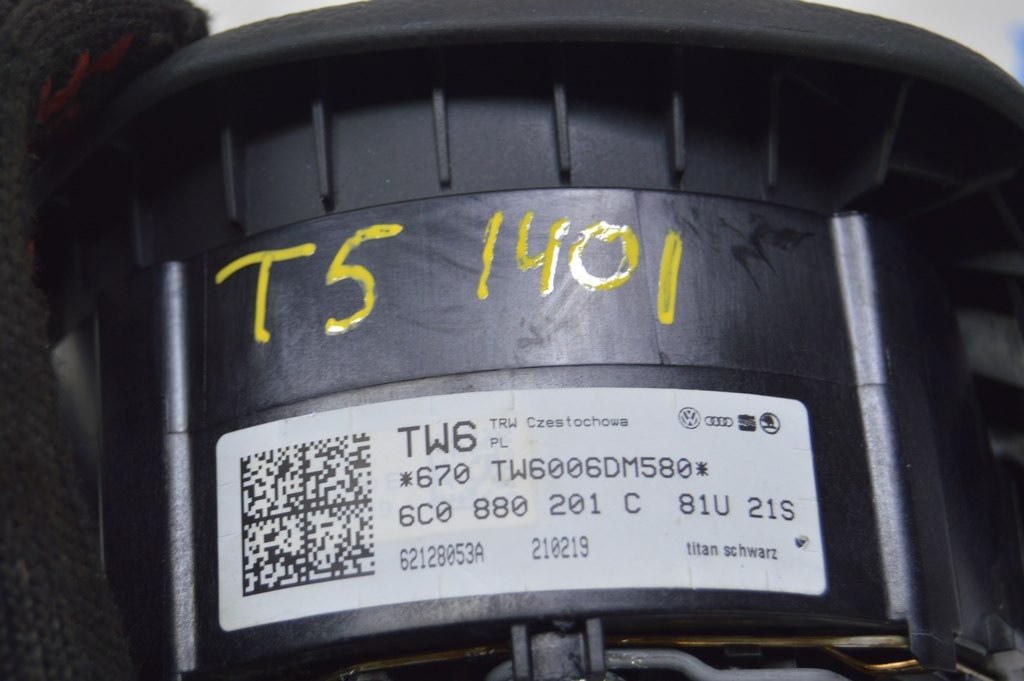 T5 1401
TW6 TRW Czestochowa
PL
*670 TW6006DM580*
6C0 880 201 C 81U 21S
62128053A 210219 titan schwarz